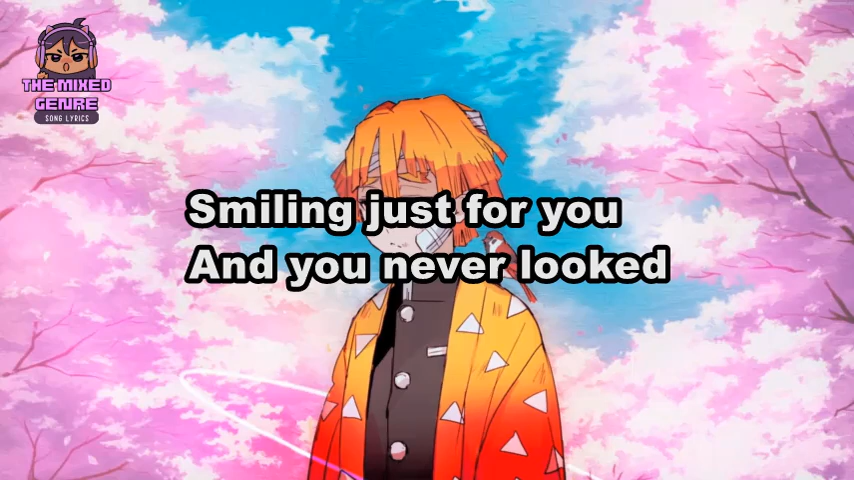 THE MIXED
GENRE
SONG LYRICS
Smiling just for you
And you never looked